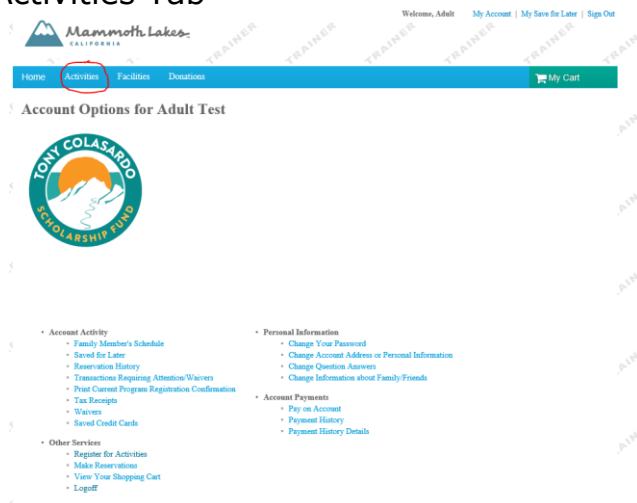 Activities Tab
Welcome, Adult My Account | My Save for Later | Sign Out
Mammoth Lakes
CALIFORNIA
Home Activities Facilities Donations My Cart
Account Options for Adult Test
TONY COLASARDO
SCHOLARSHIP FUND
Account Activity
Family Member's Schedule
Saved for Later
Reservation History
Transactions Requiring Attention/Waivers
Print Current Program Registration Confirmation
Tax Receipts
Waivers
Saved Credit Cards
Other Services
Register for Activities
Make Reservations
View Your Shopping Cart
Logoff
Personal Information
Change Your Password
Change Account Address or Personal Information
Change Question Answers
Change Information about Family/Friends
Account Payments
Pay on Account
Payment History
Payment History Details
TRAINER TRAINER TRAINER TRAINER TRAINER